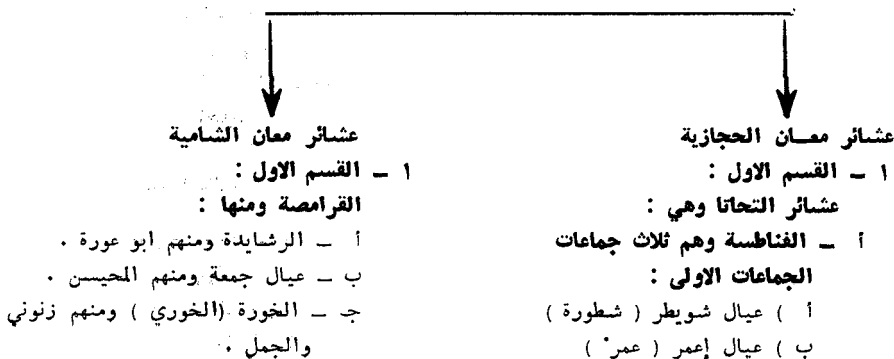 عشائر معـان الحجازية
١ ـ القسم الاول :
عشائر التحاتا وهي :
أ ـ الفناطسة وهم ثلاث جماعات
الجماعات الاولى :
أ ) عيال شويطر ( شطورة )
ب ) عيال إعمر ( عمر )
عشائر معان الشامية
١ ـ القسم الاول :
القرامصة ومنها :
أ ـ الرشايدة ومنهم ابو عورة .
ب ـ عيال جمعة ومنهم المحيسن .
جـ ـ الخورة (الخوري ) ومنهم زنوني
والجمل .